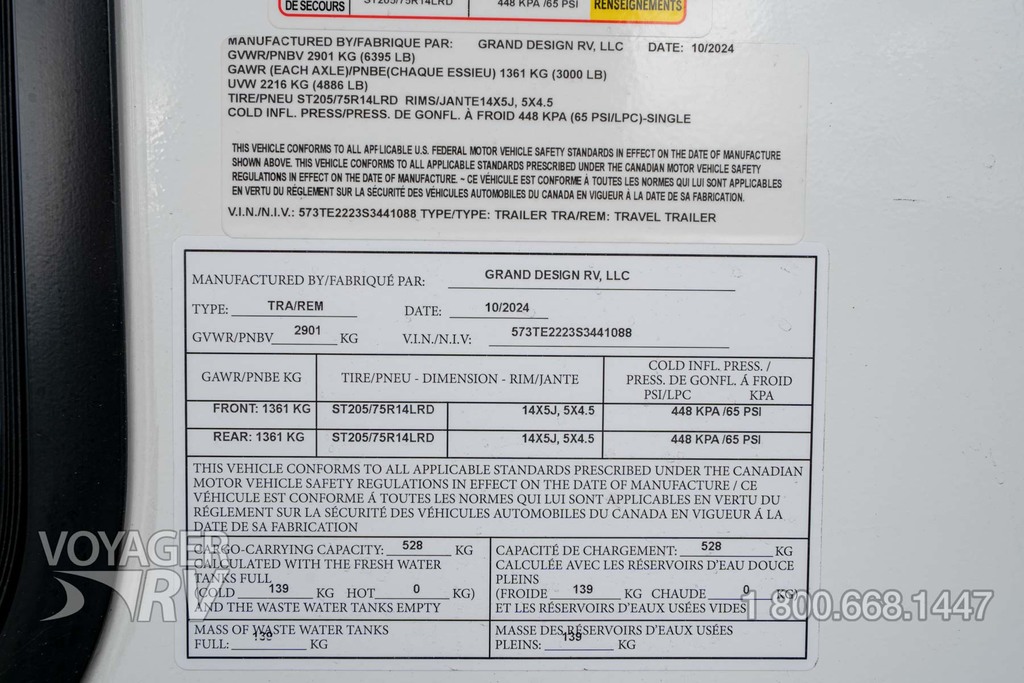 DE SECOURS ST205/75R14LRD 448 KPA /65 PSI RENSEIGNEMENTS
MANUFACTURED BY/FABRIQUE PAR: GRAND DESIGN RV, LLC DATE: 10/2024
GVWR/PNBV 2901 KG (6395 LB)
GAWR (EACH AXLE)/PNBE(CHAQUE ESSIEU) 1361 KG (3000 LB)
UVW 2216 KG (4886 LB)
TIRE/PNEU ST205/75R14LRD RIMS/JANTE14X5J, 5X4.5
COLD INFL. PRESS/PRESS. DE GONFL. À FROID 448 KPA (65 PSI/LPC)-SINGLE
THIS VEHICLE CONFORMS TO ALL APPLICABLE U.S. FEDERAL MOTOR VEHICLE SAFETY STANDARDS IN EFFECT ON THE DATE OF MANUFACTURE
SHOWN ABOVE. THIS VEHICLE CONFORMS TO ALL APPLICABLE STANDARDS PRESCRIBED UNDER THE CANADIAN MOTOR VEHICLE SAFETY
REGULATIONS IN EFFECT ON THE DATE OF MANUFACTURE. ~ CE VÉHICULE EST CONFORME À TOUTES LES NORMES QUI LUI SONT APPLICABLES
EN VERTU DU RÉGLEMENT SUR LA SÉCURITÉ DES VÉHICULES AUTOMOBILES DU CANADA EN VIGUEUR À LA DATE DE SA FABRICATION.
V.I.N./N.I.V.: 573TE2223S3441088 TYPE/TYPE: TRAILER TRA/REM: TRAVEL TRAILER
MANUFACTURED BY/FABRIQUÉ PAR: GRAND DESIGN RV, LLC
TYPE: TRA/REM DATE: 10/2024
GVWR/PNBV 2901 KG V.I.N./N.I.V.: 573TE2223S3441088
GAWR/PNBE KG TIRE/PNEU - DIMENSION - RIM/JANTE COLD INFL. PRESS. /
PRESS. DE GONFL. Á FROID
PSI/LPC KPA
FRONT: 1361 KG ST205/75R14LRD 14X5J, 5X4.5 448 KPA /65 PSI
REAR: 1361 KG ST205/75R14LRD 14X5J, 5X4.5 448 KPA /65 PSI
THIS VEHICLE CONFORMS TO ALL APPLICABLE STANDARDS PRESCRIBED UNDER THE CANADIAN
MOTOR VEHICLE SAFETY REGULATIONS IN EFFECT ON THE DATE OF MANUFACTURE / CE
VÉHICULE EST CONFORME Á TOUTES LES NORMES QUI LUI SONT APPLICABLES EN VERTU DU
RÉGLEMENT SUR LA SÉCURITÉ DES VÉHICULES AUTOMOBILES DU CANADA EN VIGUEUR Á LA
DATE DE SA FABRICATION
CARGO-CARRYING CAPACITY: 528 KG
CALCULATED WITH THE FRESH WATER
TANKS FULL
(COLD 139 KG HOT 0 KG)
AND THE WASTE WATER TANKS EMPTY
CAPACITÉ DE CHARGEMENT: 528 KG
CALCULÉE AVEC LES RÉSERVOIRS D'EAU DOUCE
PLEINS
(FROIDE 139 KG CHAUDE 0 KG)
ET LES RÉSERVOIRS D'EAUX USÉES VIDES
MASS OF WASTE WATER TANKS
FULL: 139 KG
MASSE DES RÉSERVOIRS D'EAUX USÉES
PLEINS: 139 KG
VOYAGER
RV
1 800.668.1447